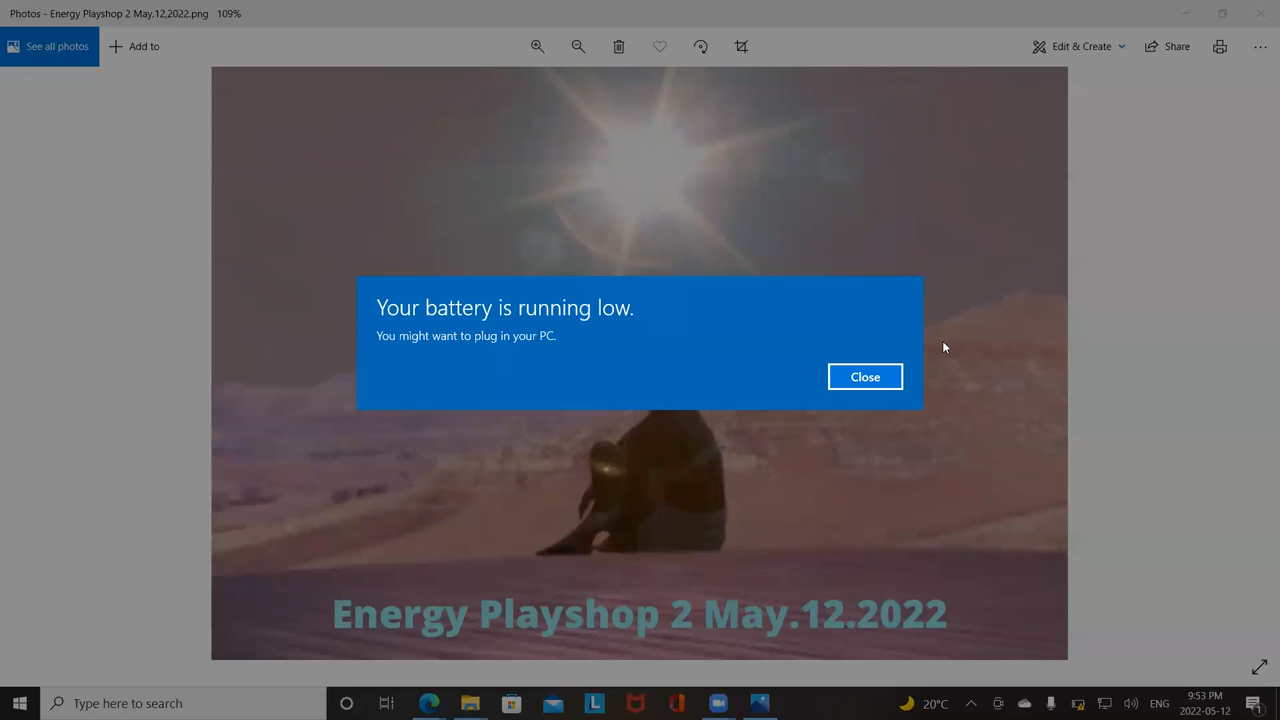 Photos - Energy Playshop 2 May.12,2022.png 109%
See all photos
Add to
Edit & Create
Share
Your battery is running low.
You might want to plug in your PC.
Close
Energy Playshop 2 May.12.2022
Type here to search
L
20°C
ENG
9:53 PM
2022-05-12
1